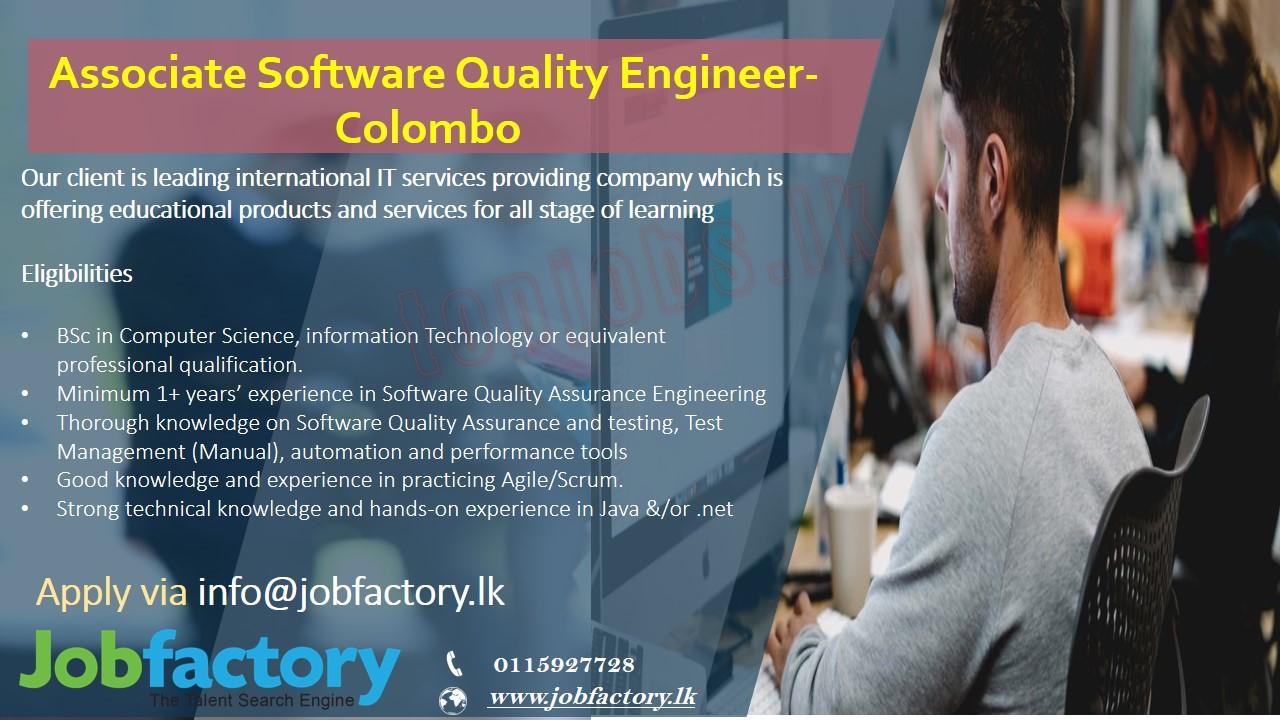 Associate Software Quality Engineer-
Colombo
Our client is leading international IT services providing company which is
offering educational products and services for all stage of learning
topjobs.lk
Eligibilities
• BSc in Computer Science, information Technology or equivalent
professional qualification.
• Minimum 1+ years’ experience in Software Quality Assurance Engineering
• Thorough knowledge on Software Quality Assurance and testing, Test
Management (Manual), automation and performance tools
• Good knowledge and experience in practicing Agile/Scrum.
• Strong technical knowledge and hands-on experience in Java &/or .net
Apply via info@jobfactory.lk
Jobfactory
The Talent Search Engine
0115927728
www.jobfactory.lk